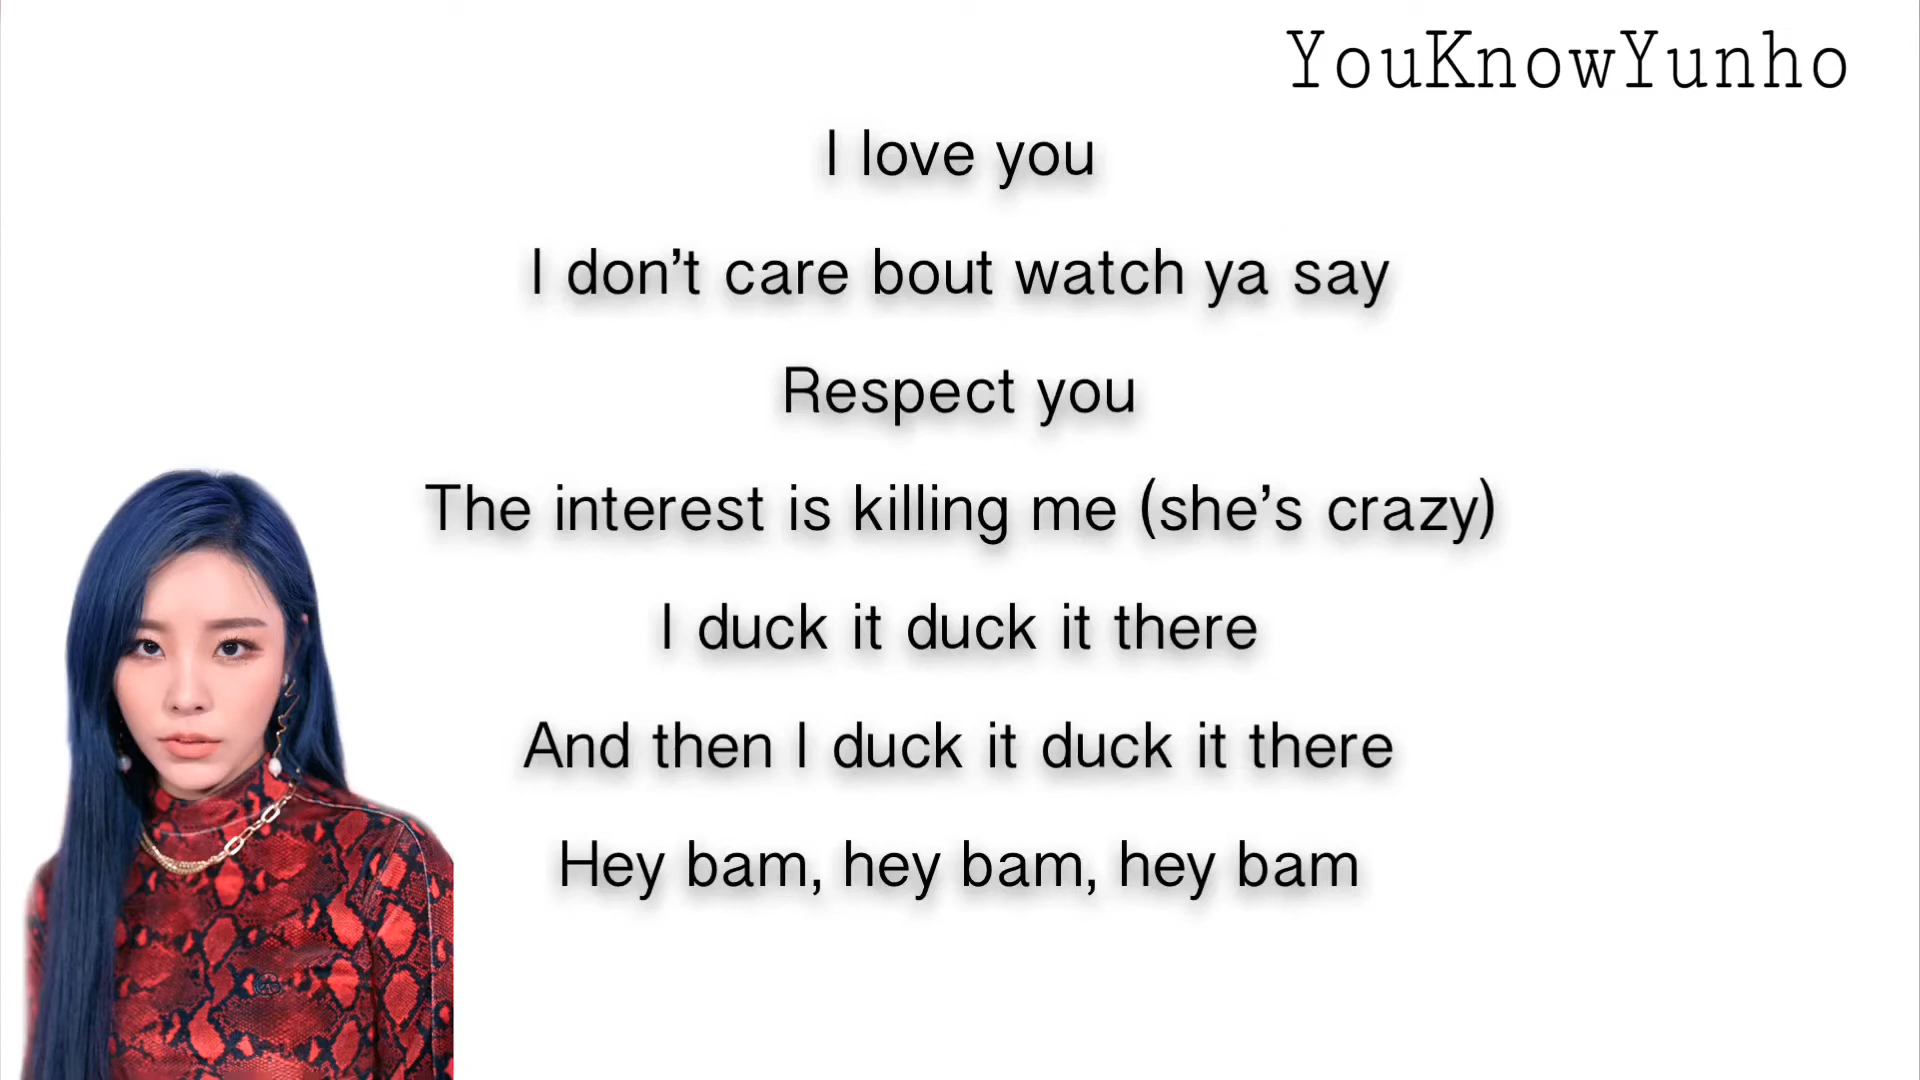 YouKnowYunho
I love you
I don’t care bout watch ya say
Respect you
The interest is killing me (she’s crazy)
I duck it duck it there
And then I duck it duck it there
Hey bam, hey bam, hey bam